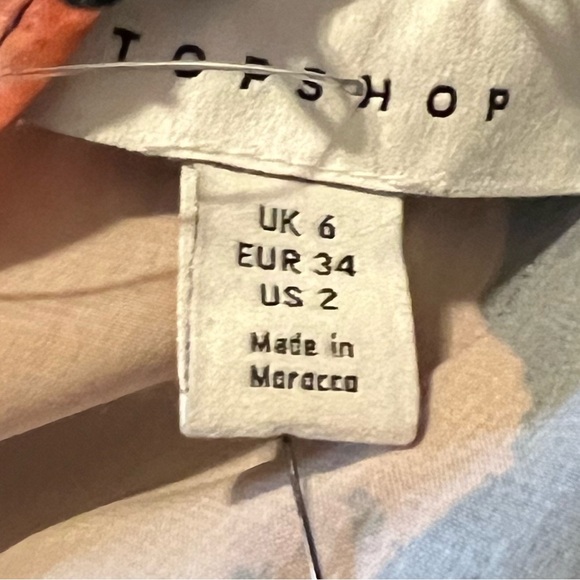 TOPSHOP
UK 6
EUR 34
US 2
Made in
Morocco